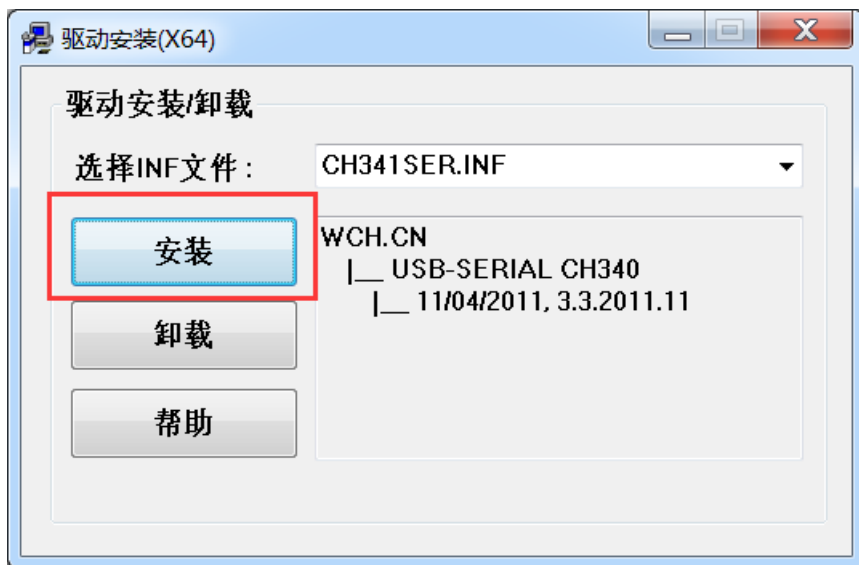 驱动安装(X64)
驱动安装/卸载
选择INF文件：
CH341SER.INF
安装
WCH.CN
|__ USB-SERIAL CH340
|__ 11/04/2011, 3.3.2011.11
卸载
帮助